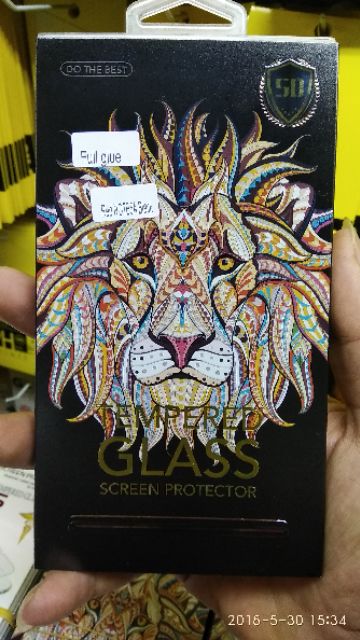 DO THE BEST
5D
Full glue
TEMPERED
GLASS
SCREEN PROTECTOR
2016-5-30 15:34